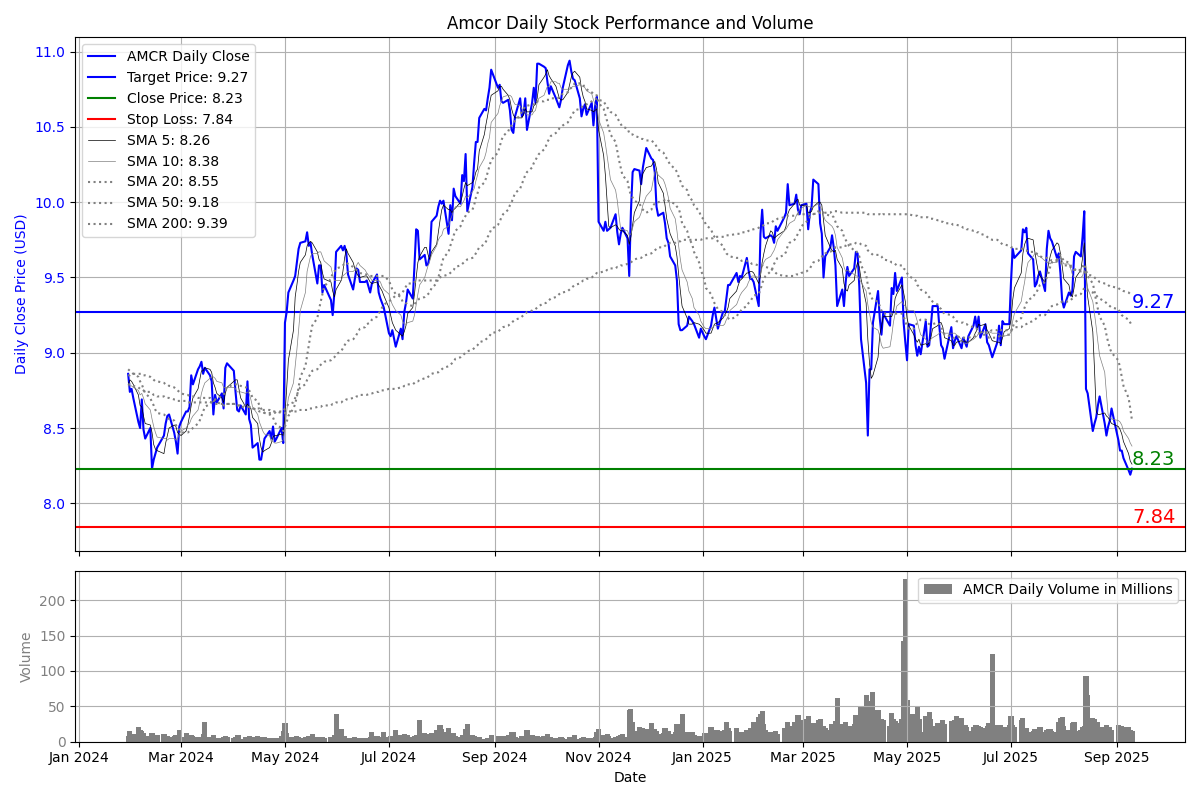 Amcor Daily Stock Performance and Volume
Daily Close Price (USD)
11.0
10.5
10.0
9.5
9.0
8.5
8.0
AMCR Daily Close
Target Price: 9.27
Close Price: 8.23
Stop Loss: 7.84
SMA 5: 8.26
SMA 10: 8.38
SMA 20: 8.55
SMA 50: 9.18
SMA 200: 9.39
9.27
8.23
7.84
Volume
200
150
100
50
0
AMCR Daily Volume in Millions
Jan 2024 Mar 2024 May 2024 Jul 2024 Sep 2024 Nov 2024 Jan 2025 Mar 2025 May 2025 Jul 2025 Sep 2025
Date